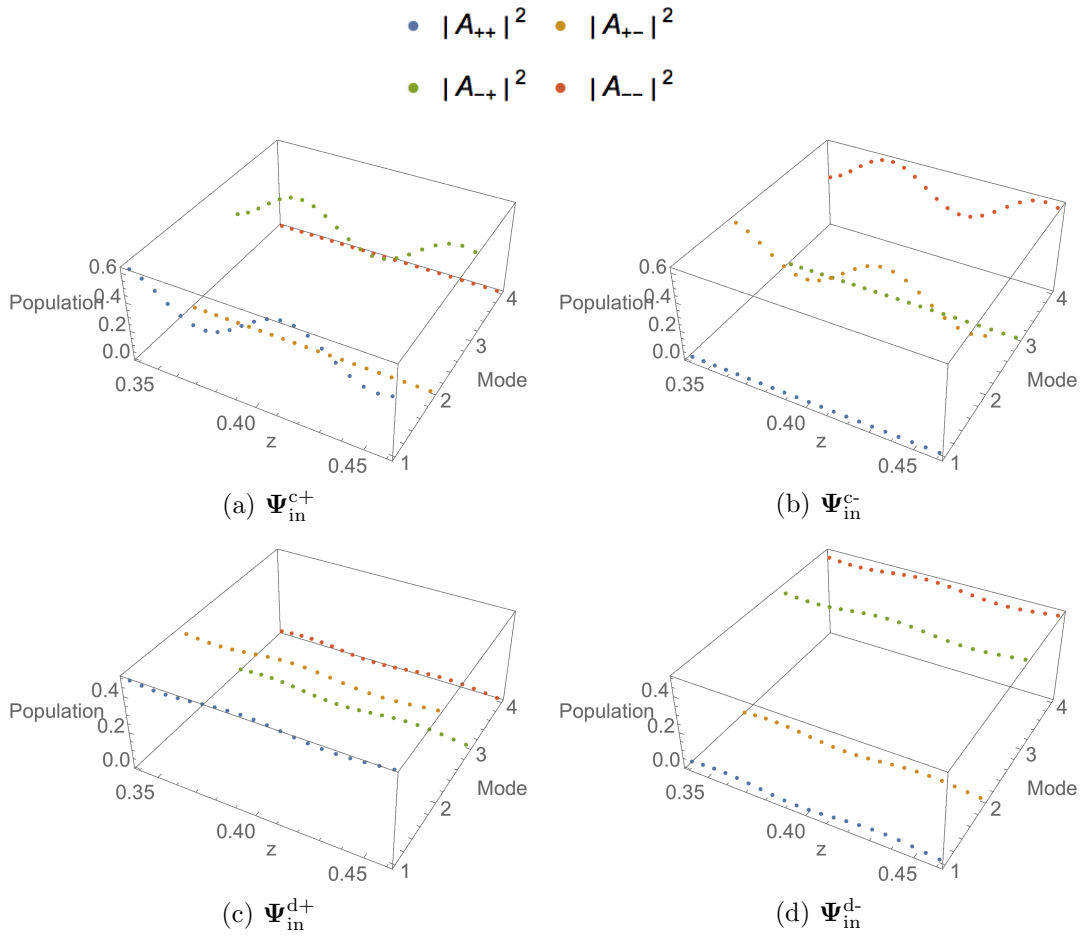 |A++|² |A+-|²
|A-+|² |A--|²
0.6
Population
0.4
0.2
0.0
0.35
0.40
z
0.45
1
2
Mode
3
4
(a) Ψ^{c+}_{in}
0.6
Population
0.4
0.2
0.0
0.35
0.40
z
0.45
1
2
Mode
3
4
(b) Ψ^{c-}_{in}
0.4
Population
0.2
0.0
0.35
0.40
z
0.45
1
2
Mode
3
4
(c) Ψ^{d+}_{in}
0.4
Population
0.2
0.0
0.35
0.40
z
0.45
1
2
Mode
3
4
(d) Ψ^{d-}_{in}